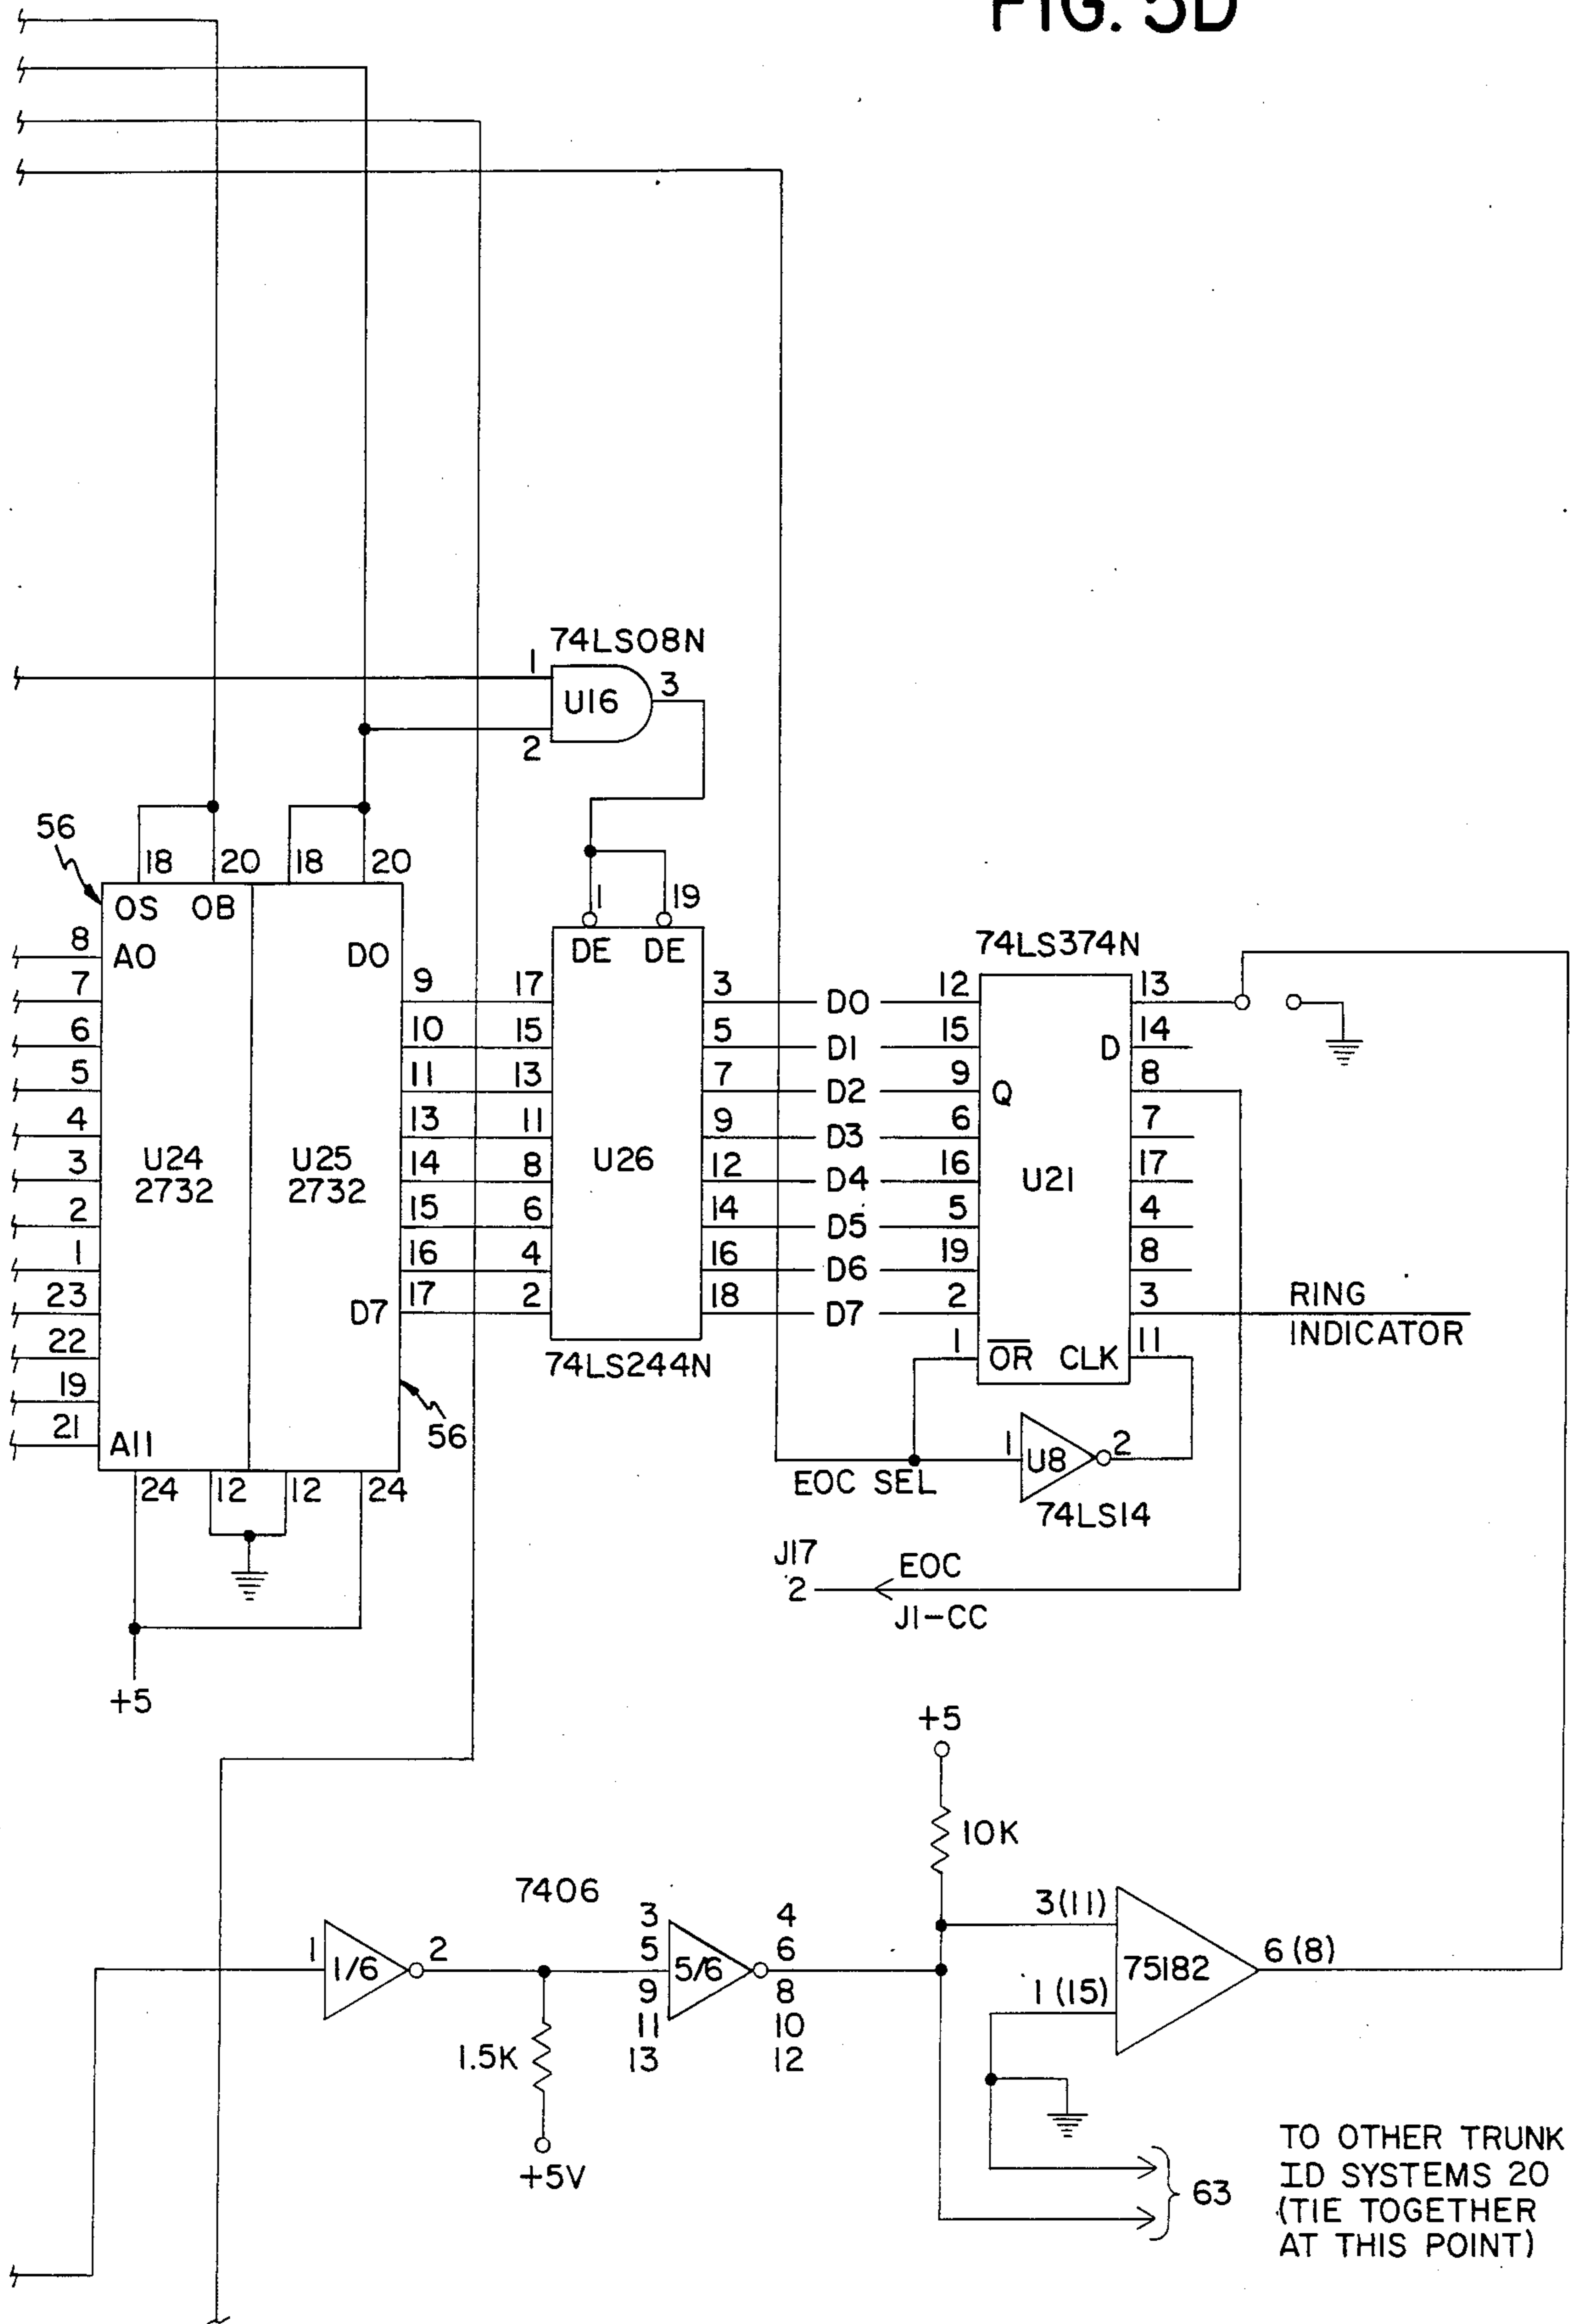 FIG. 5D
74LS08N
1
U16
3
2
56
18 20 18 20
OS OB
8 A0 D0
7
6
5
4
3
2
1
23
22
19
21 A11
U24 U25
2732 2732
9
10
11
13
14
15
16
D7 17
56
24 12 12 24
+5
1 19
DE DE
17 3
15 5
13 7
11 9
U26
8 12
6 14
4 16
2 18
74LS244N
D0
D1
D2
D3
D4
D5
D6
D7
74LS374N
12 13
15 D 14
9 Q 8
6 7
16 U21 17
5 4
19 8
2 3
1 OR CLK 11
RING
INDICATOR
1 U8 2
EOC SEL
74LS14
J17
2
EOC
J1-CC
+5
10K
7406
1 1/6 2
3
5
9
11
13
5/6
4
6
8
10
12
1.5K
+5V
3(11)
1(15)
75182
6(8)
63
TO OTHER TRUNK
ID SYSTEMS 20
(TIE TOGETHER
AT THIS POINT)